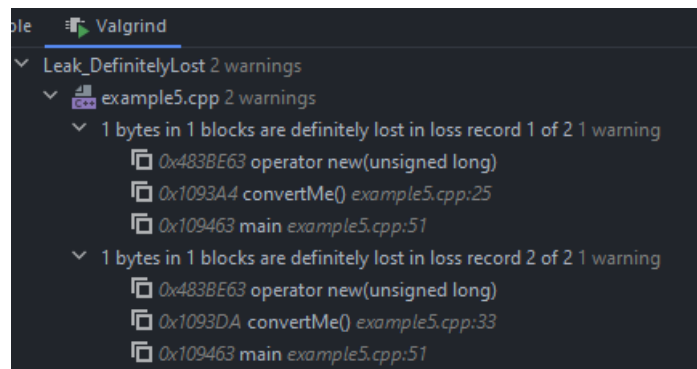 ple Valgrind
Leak_DefinitelyLost 2 warnings
C++ example5.cpp 2 warnings
1 bytes in 1 blocks are definitely lost in loss record 1 of 2 1 warning
0x483BE63 operator new(unsigned long)
0x1093A4 convertMe() example5.cpp:25
0x109463 main example5.cpp:51
1 bytes in 1 blocks are definitely lost in loss record 2 of 2 1 warning
0x483BE63 operator new(unsigned long)
0x1093DA convertMe() example5.cpp:33
0x109463 main example5.cpp:51